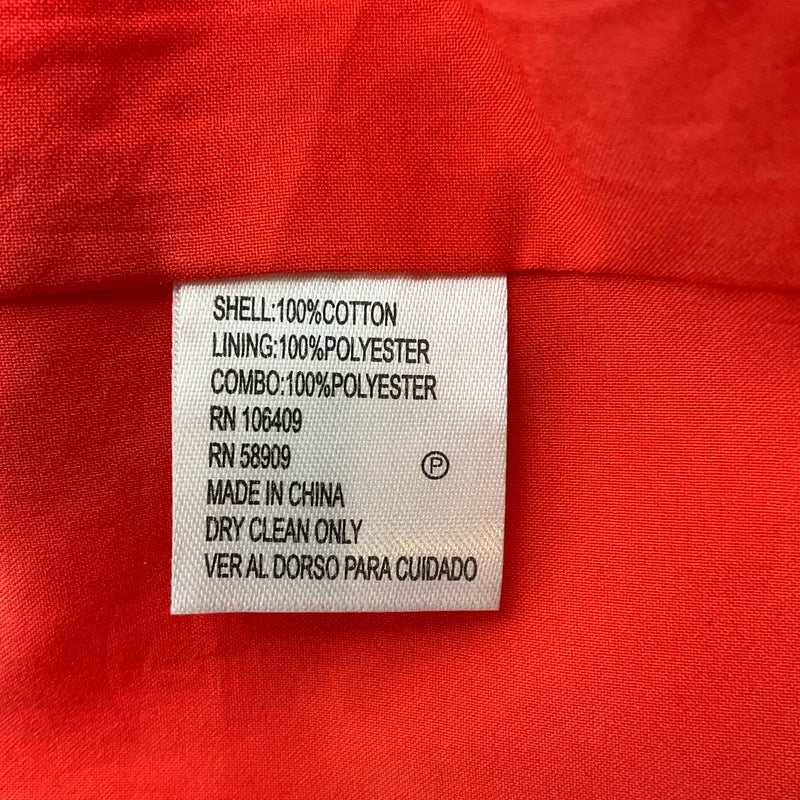 SHELL:100%COTTON
LINING:100%POLYESTER
COMBO:100%POLYESTER
RN 106409
RN 58909
P
MADE IN CHINA
DRY CLEAN ONLY
VER AL DORSO PARA CUIDADO